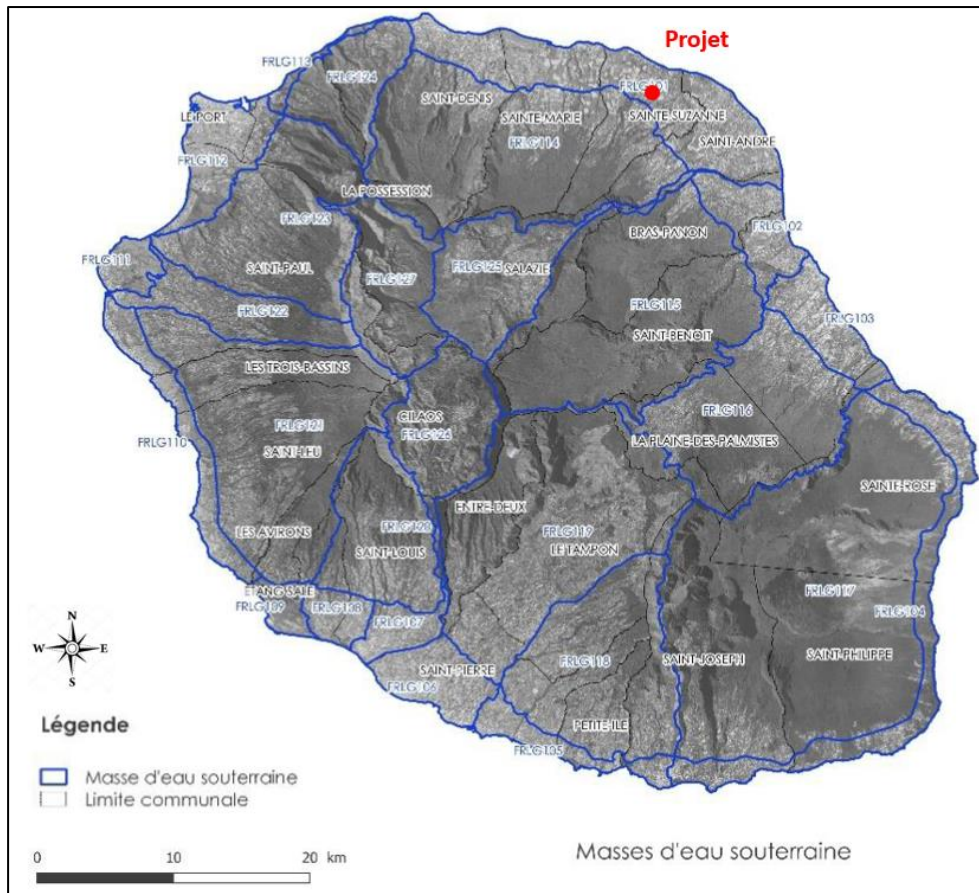 Projet
FRLG113
FRLG124
SAINT-DENIS
FRLG101
SAINTE-SUZANNE
LE PORT
SAINTE-MARIE
SAINT-ANDRE
FRLG114
FRLG112
LA POSSESSION
FRLG123
BRAS-PANON
FRLG102
FRLG111
SAINT-PAUL
FRLG127
FRLG125
SALAZIE
FRLG115
FRLG122
FRLG103
SAINT-BENOIT
LES TROIS-BASSINS
CILAOS
FRLG116
FRLG110
FRLG121
FRLG126
SAINT-LEU
LA PLAINE-DES-PALMISTES
SAINTE-ROSE
ENTRE-DEUX
LES AVIRONS
FRLG120
FRLG119
SAINT-LOUIS
LE TAMPON
ETANG-SALE
FRLG117
FRLG109
FRLG108
FRLG104
FRLG107
SAINT-PIERRE
FRLG118
SAINT-JOSEPH
SAINT-PHILIPPE
FRLG106
PETITE-ILE
FRLG105
N
W
E
S
Légende
Masse d'eau souterraine
Limite communale
0
10
20 km
Masses d'eau souterraine